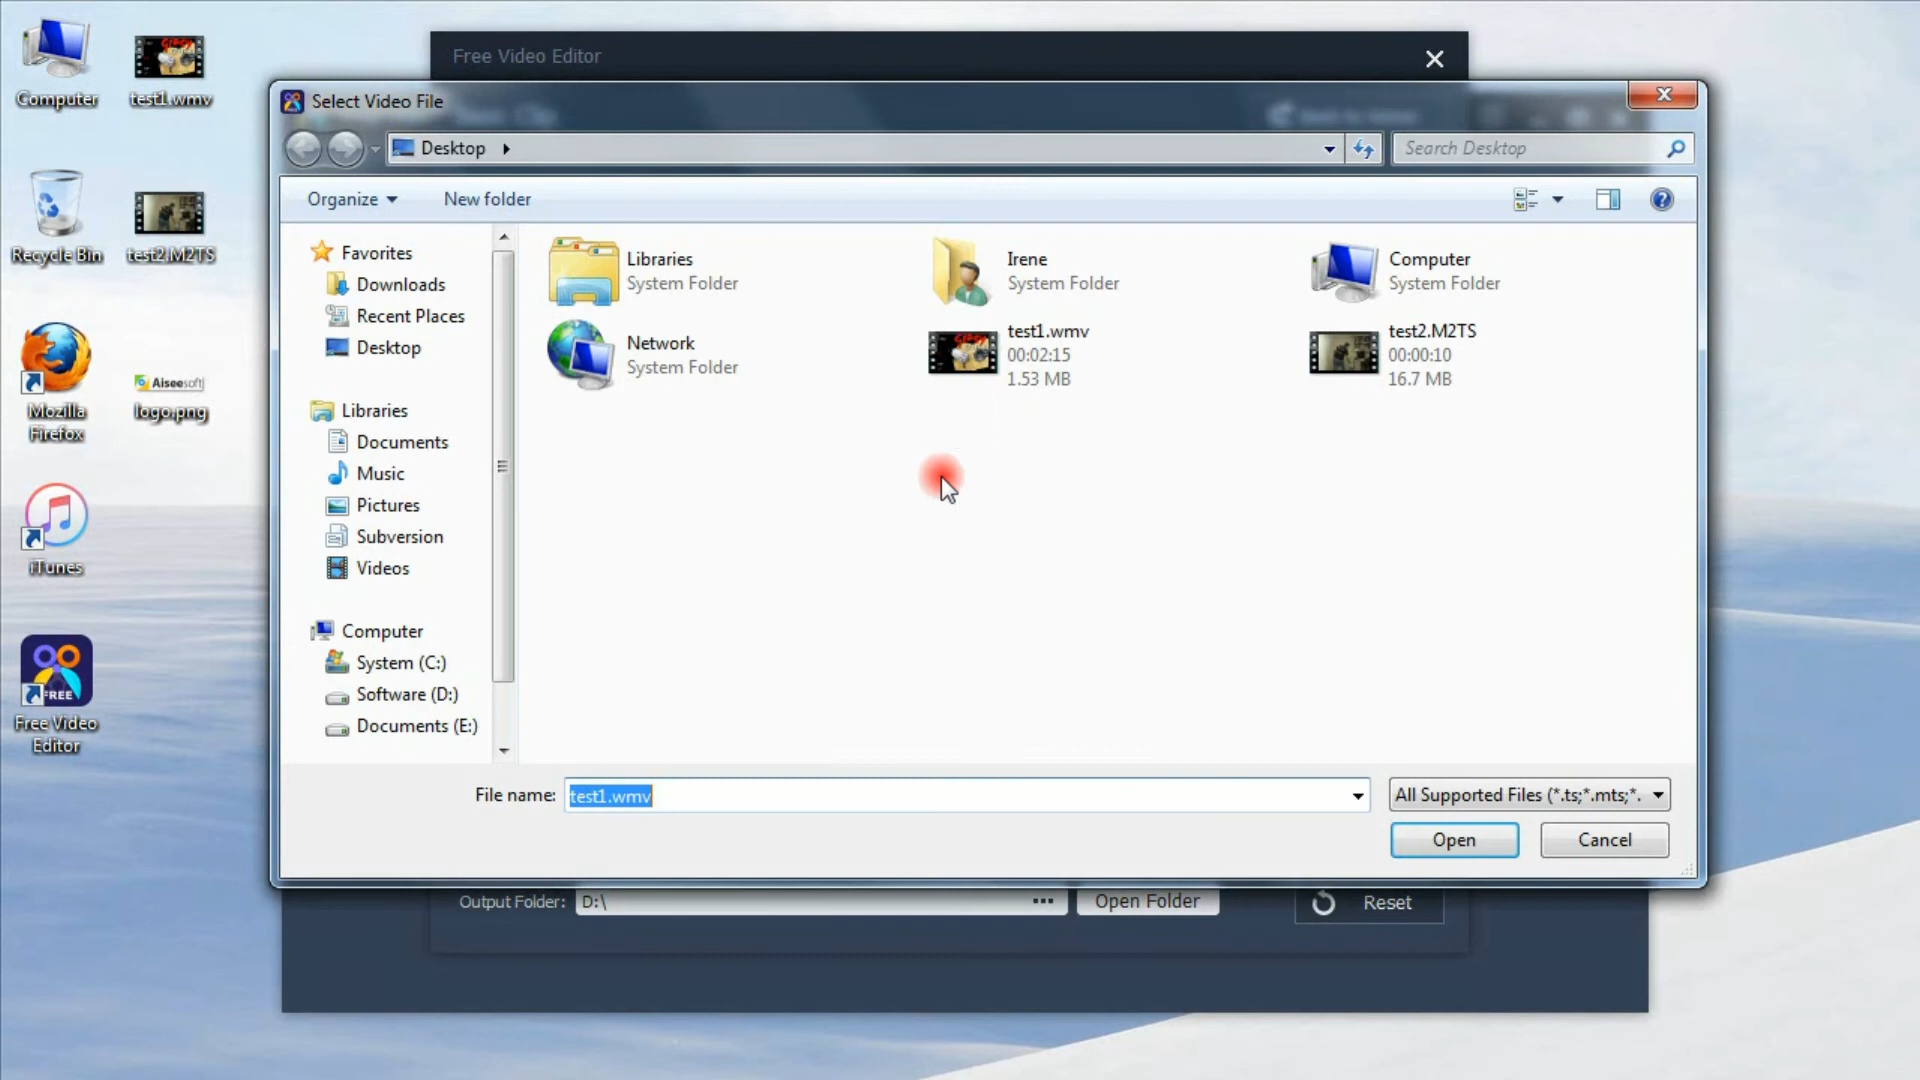 Computer
test1.wmv
Recycle Bin
test2.M2TS
Mozilla
Firefox
Aiseesoft
logo.png
iTunes
FREE
Free Video
Editor
Free Video Editor
Select Video File
Desktop
Search Desktop
Organize
New folder
Favorites
Downloads
Recent Places
Desktop
Libraries
Documents
Music
Pictures
Subversion
Videos
Computer
System (C:)
Software (D:)
Documents (E:)
Libraries
System Folder
Irene
System Folder
Computer
System Folder
Network
System Folder
test1.wmv
00:02:15
1.53 MB
test2.M2TS
00:00:10
16.7 MB
File name:
test1.wmv
All Supported Files (*.ts;*.mts;*.
Open
Cancel
Output Folder:
D:\
•••
Open Folder
Reset